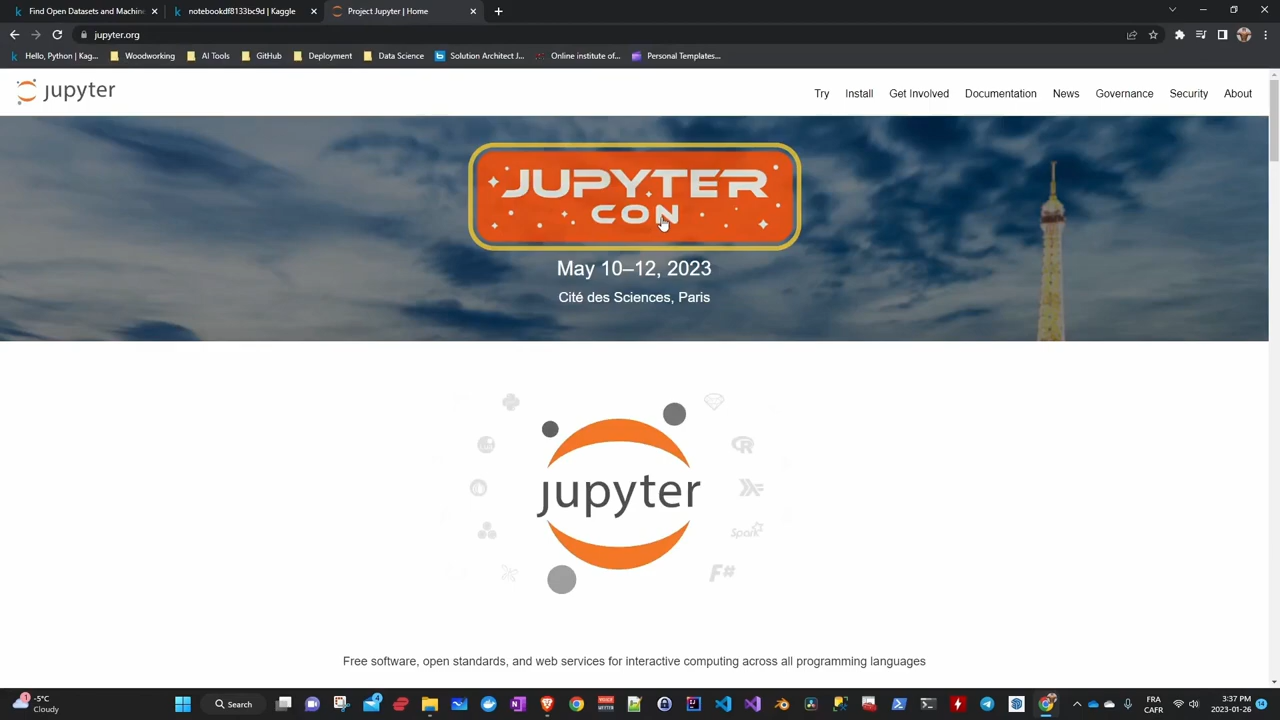 Find Open Datasets and Machin
notebookdf8133bc9d | Kaggle
Project Jupyter | Home
jupyter.org
Hello, Python | Kag...
Woodworking
AI Tools
GitHub
Deployment
Data Science
Solution Architect J...
Online institute of...
Personal Templates...
jupyter
Try
Install
Get Involved
Documentation
News
Governance
Security
About
JUPYTER
CON
May 10–12, 2023
Cité des Sciences, Paris
R
jupyter
Spark
F#
Free software, open standards, and web services for interactive computing across all programming languages
1
-5°C
Cloudy
Search
4
FRA
CAFR
3:37 PM
2023-01-26
14